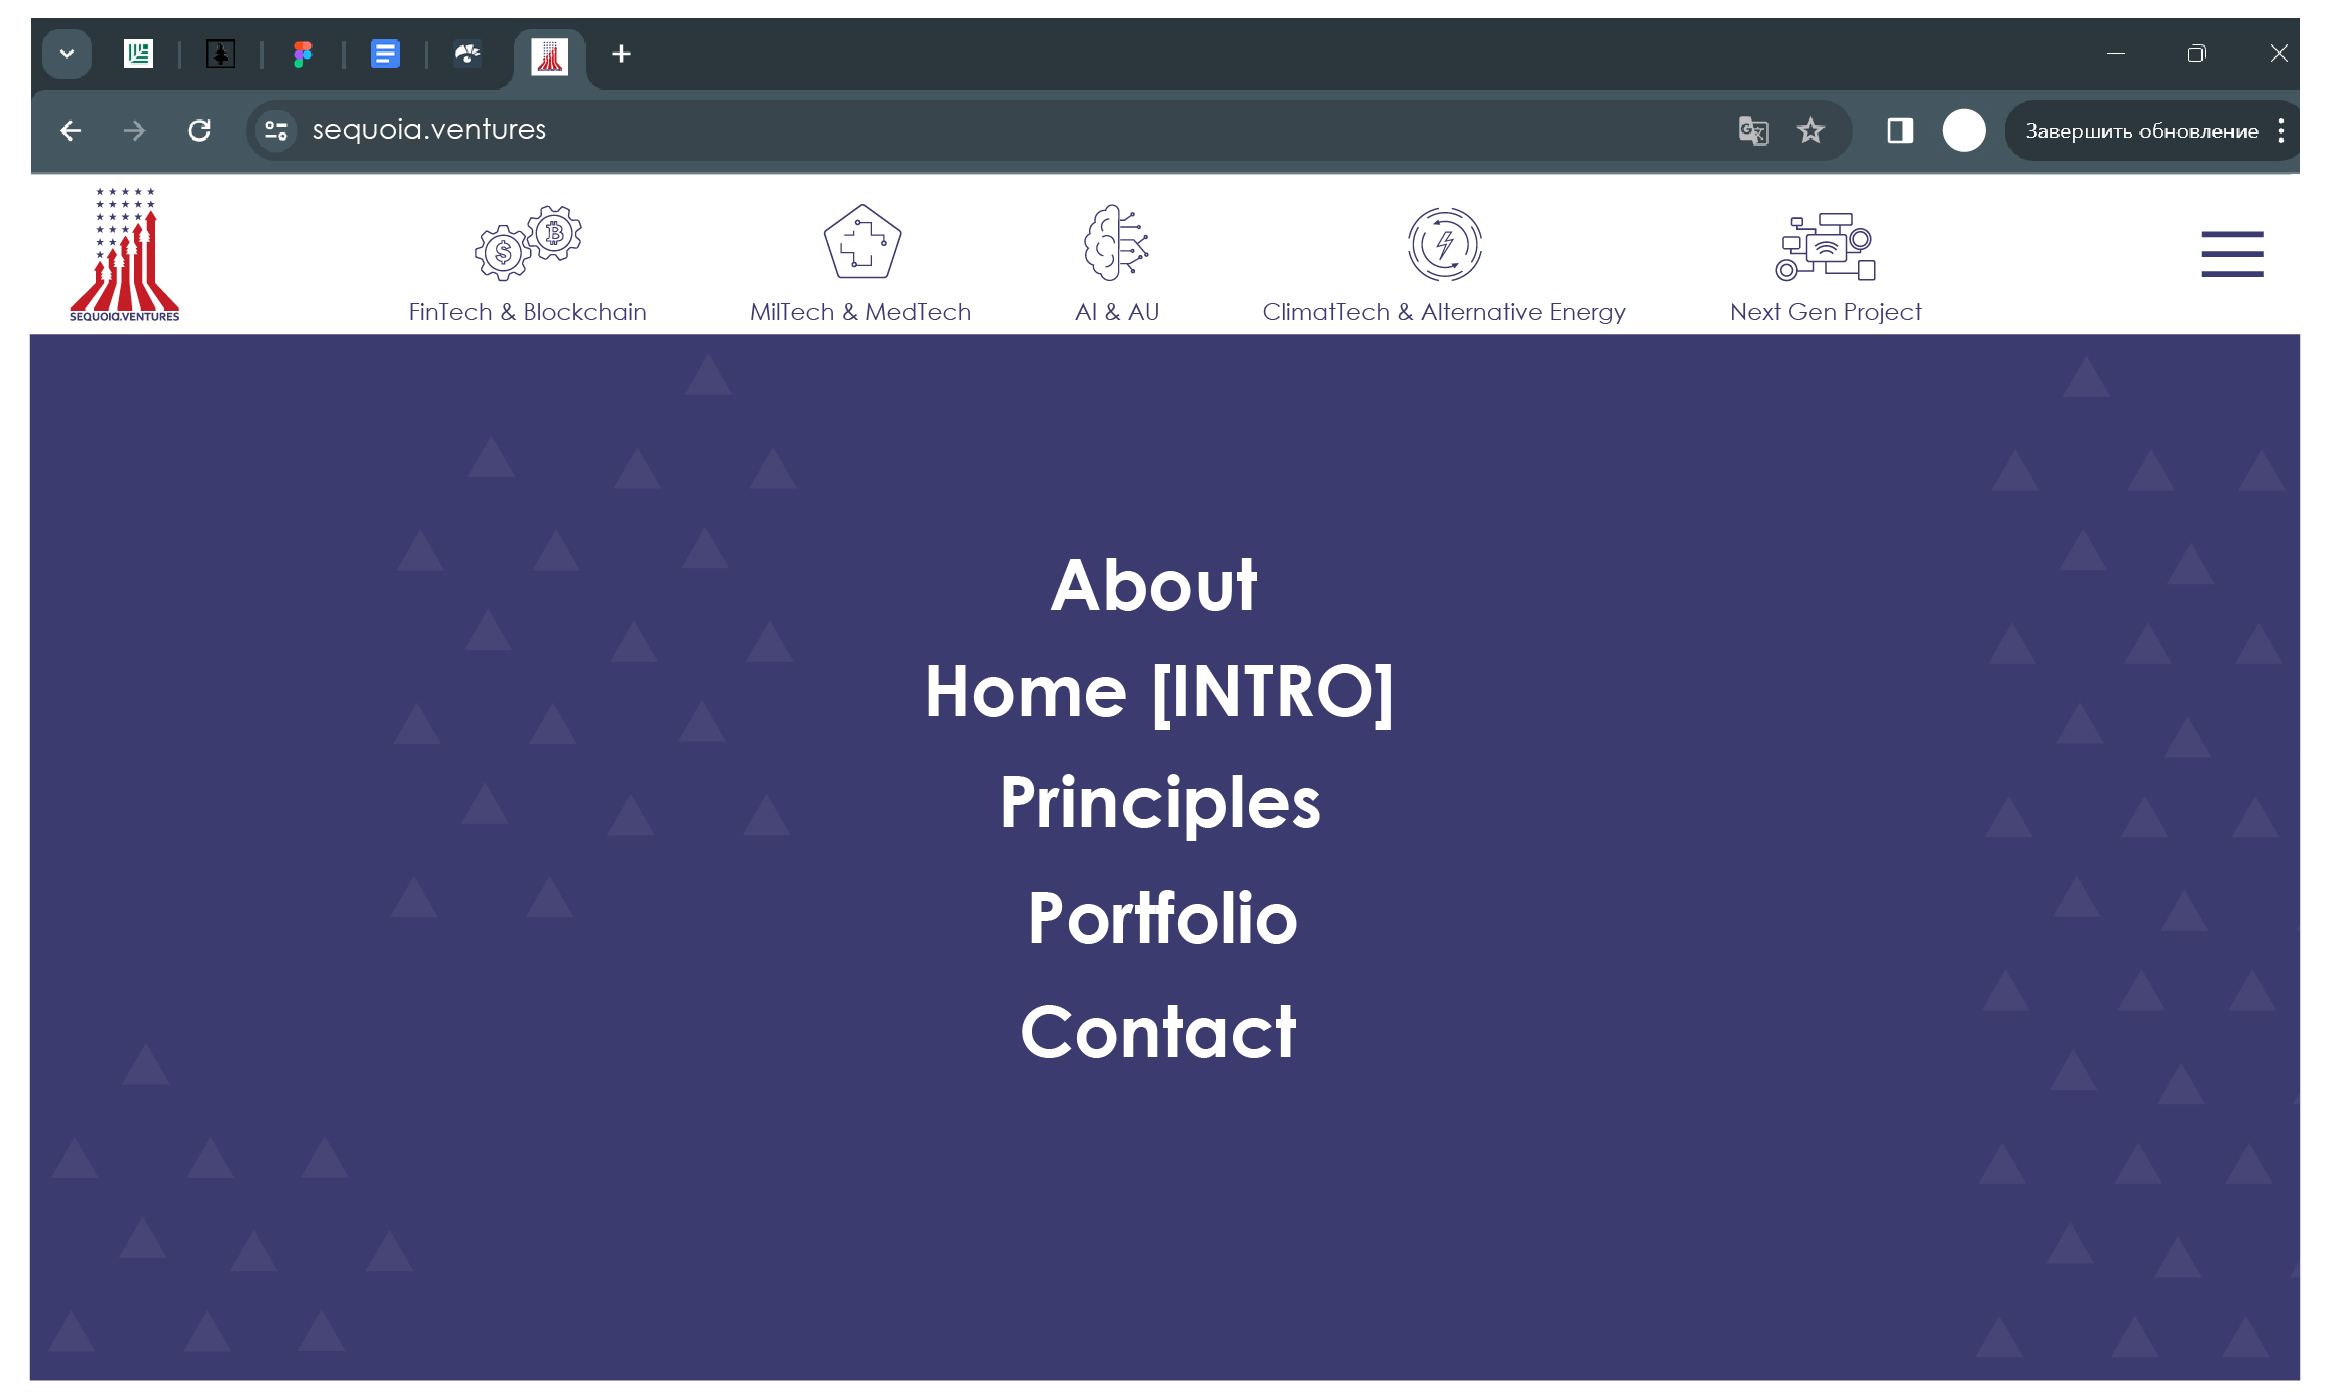 sequoia.ventures
Завершить обновление
SEQUOIA.VENTURES
FinTech & Blockchain
MilTech & MedTech
AI & AU
ClimatTech & Alternative Energy
Next Gen Project
About
Home [INTRO]
Principles
Portfolio
Contact